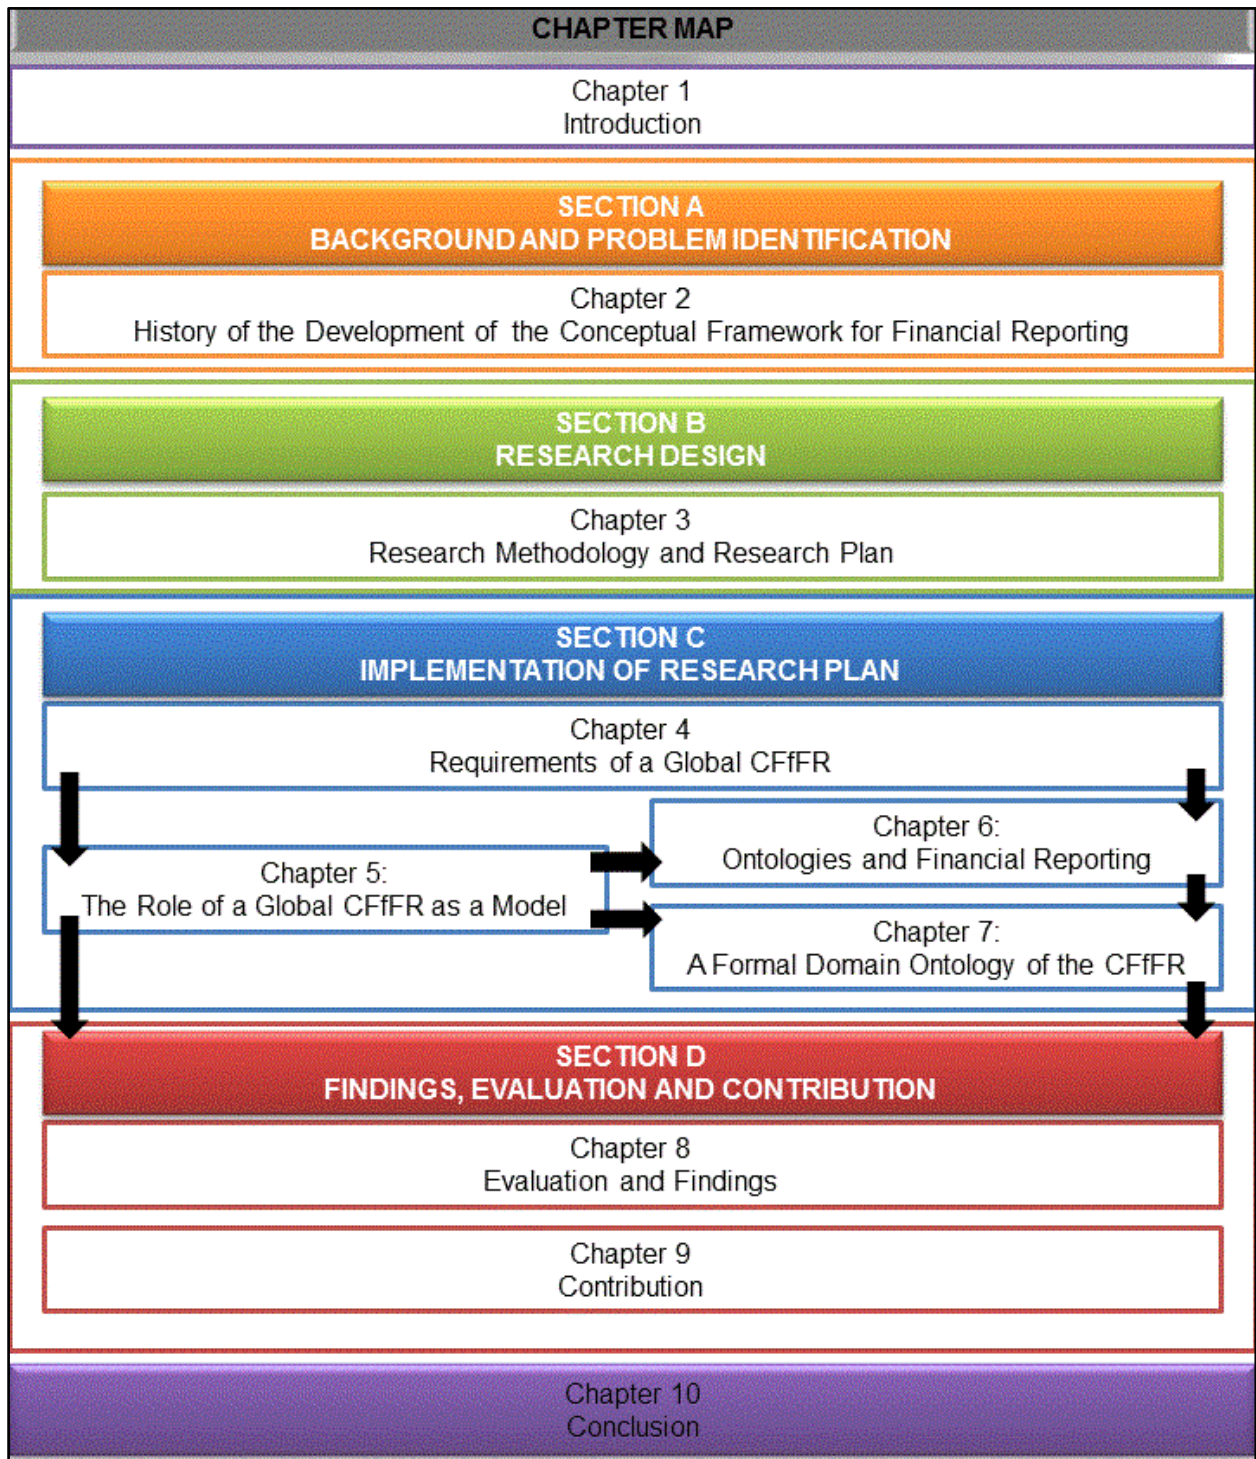 CHAPTER MAP
Chapter 1
Introduction
SECTION A
BACKGROUND AND PROBLEM IDENTIFICATION
Chapter 2
History of the Development of the Conceptual Framework for Financial Reporting
SECTION B
RESEARCH DESIGN
Chapter 3
Research Methodology and Research Plan
SECTION C
IMPLEMENTATION OF RESEARCH PLAN
Chapter 4
Requirements of a Global CFfFR
Chapter 5:
The Role of a Global CFfFR as a Model
Chapter 6:
Ontologies and Financial Reporting
Chapter 7:
A Formal Domain Ontology of the CFfFR
SECTION D
FINDINGS, EVALUATION AND CONTRIBUTION
Chapter 8
Evaluation and Findings
Chapter 9
Contribution
Chapter 10
Conclusion